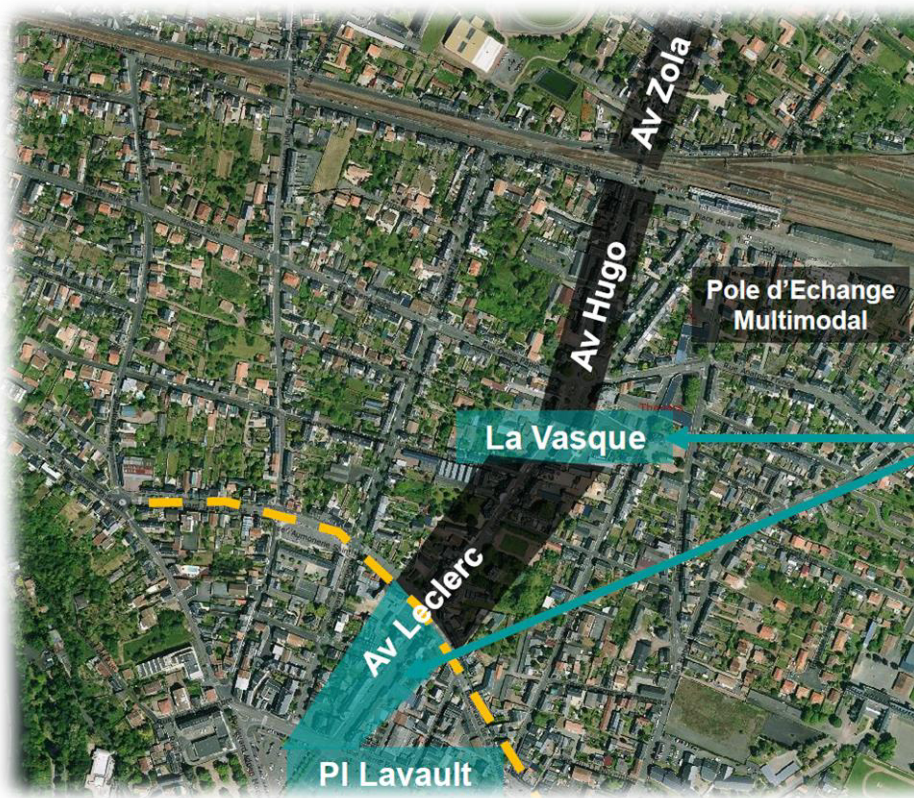 Av Zola
Av Hugo
Pole d'Echange
Multimodal
La Vasque
Av Leclerc
Pl Lavault